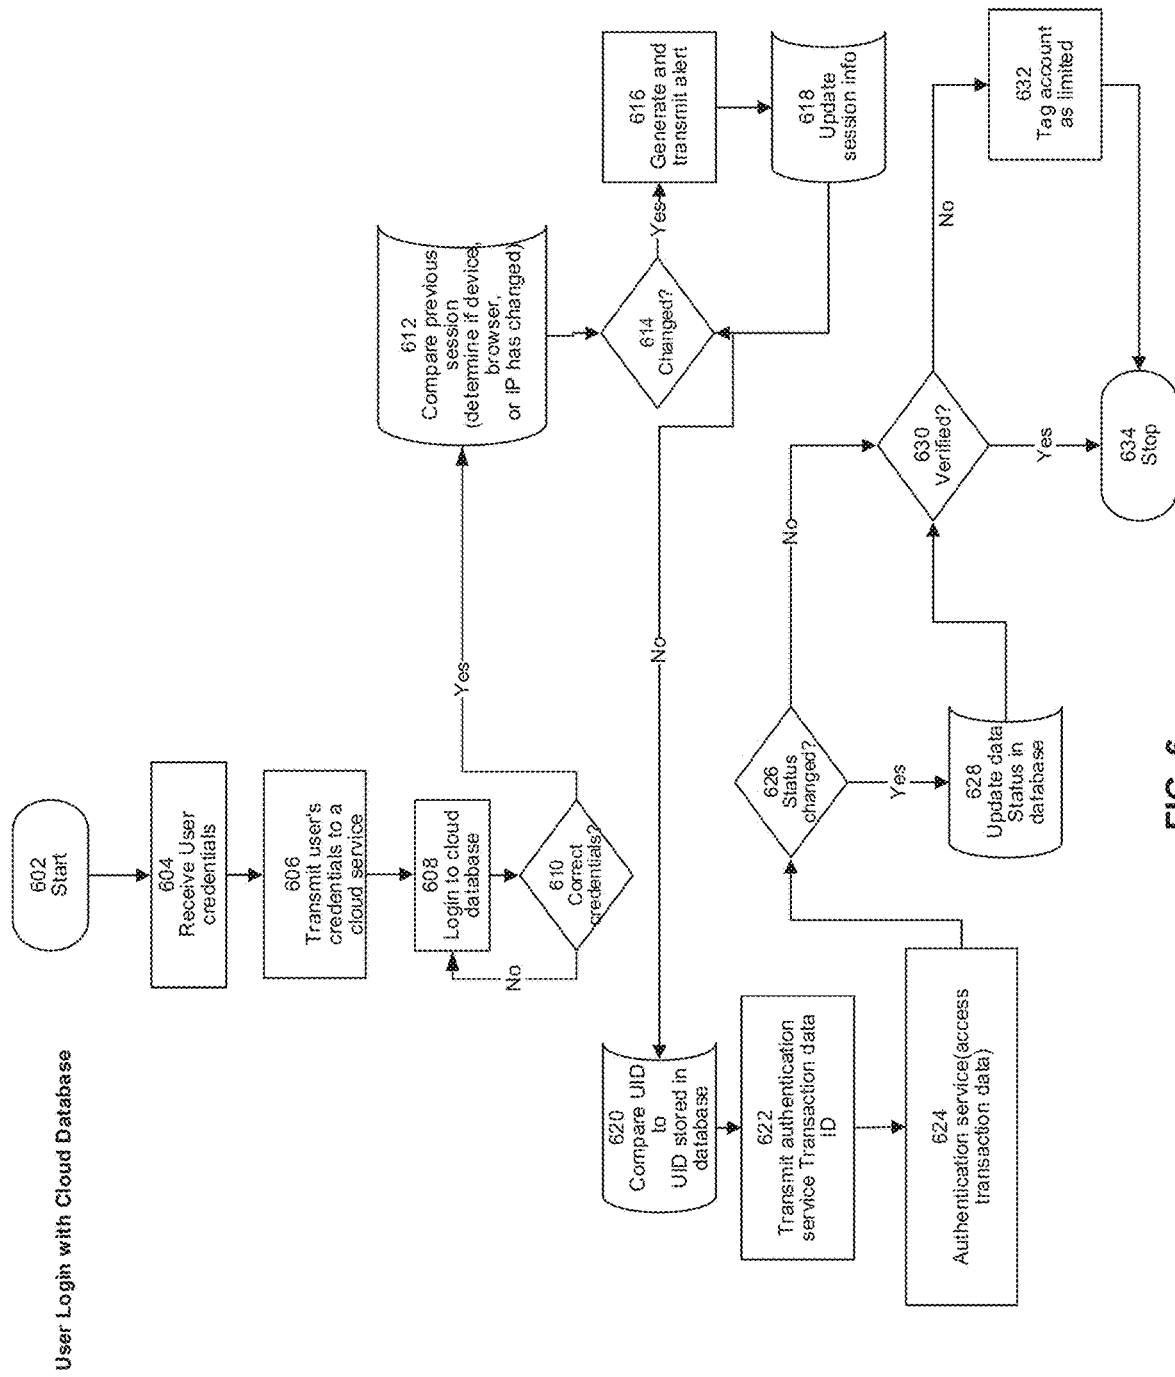 User Login with Cloud Database
602
Start
604
Receive User
credentials
606
Transmit user's
credentials to a
cloud service
608
Login to cloud
database
610
Correct
credentials?
No
Yes
612
Compare previous
session
(determine if device,
browser,
or IP has changed)
614
Changed?
Yes
616
Generate and
transmit alert
618
Update
session info
No
620
Compare UID
to
UID stored in
database
622
Transmit authentication
service Transaction data
ID
624
Authentication service(access
transaction data)
626
Status
changed?
No
Yes
628
Update data
Status in
database
630
Verified?
No
Yes
632
Tag account
as limited
634
Stop